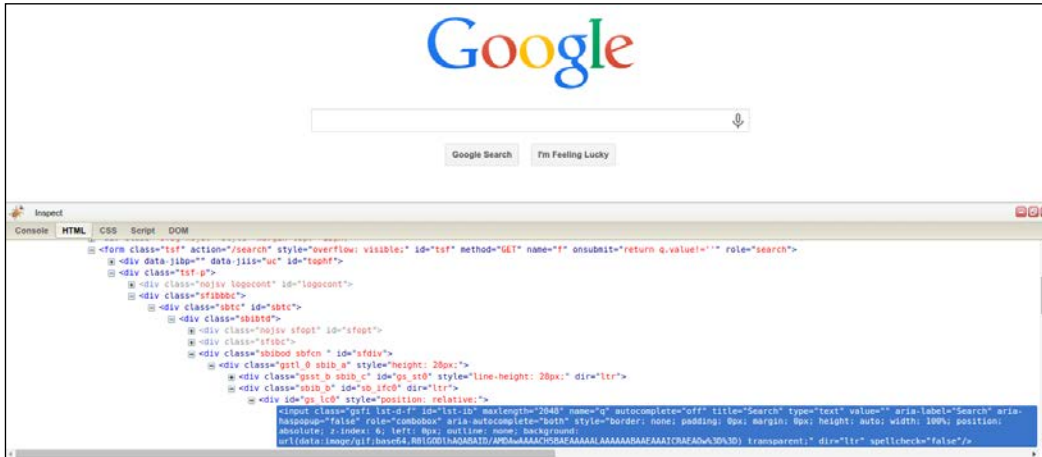 Google
Google Search I'm Feeling Lucky
Inspect
Console HTML CSS Script DOM
<form class="tsf" action="/search" style="overflow: visible;" id="tsf" method="GET" name="f" onsubmit="return q.value!=''" role="search">
<div data-jibp="" data-jiis="uc" id="tophf">
<div class="tsf-p">
<div class="nojsv logocont" id="logocont">
<div class="sfibbbc">
<div class="sbtc" id="sbtc">
<div class="sbibtd">
<div class="nojsv sfopt" id="sfopt">
<div class="sfsbc">
<div class="sbibod sbfcn " id="sfdiv">
<div class="gstl_0 sbib_a" style="height: 28px;">
<div class="gsst_b sbib_c" id="gs_st0" style="line-height: 28px;" dir="ltr">
<div class="sbib_b" id="sb_ifc0" dir="ltr">
<div id="gs_lc0" style="position: relative;">
<input class="gsfi lst-d-f" id="lst-ib" maxlength="2048" name="q" autocomplete="off" title="Search" type="text" value="" aria-label="Search" aria-
haspopup="false" role="combobox" aria-autocomplete="both" style="border: none; padding: 0px; margin: 0px; height: auto; width: 100%; position:
absolute; z-index: 6; left: 0px; outline: none; background:
transparent;" dir="ltr" spellcheck="false"/>